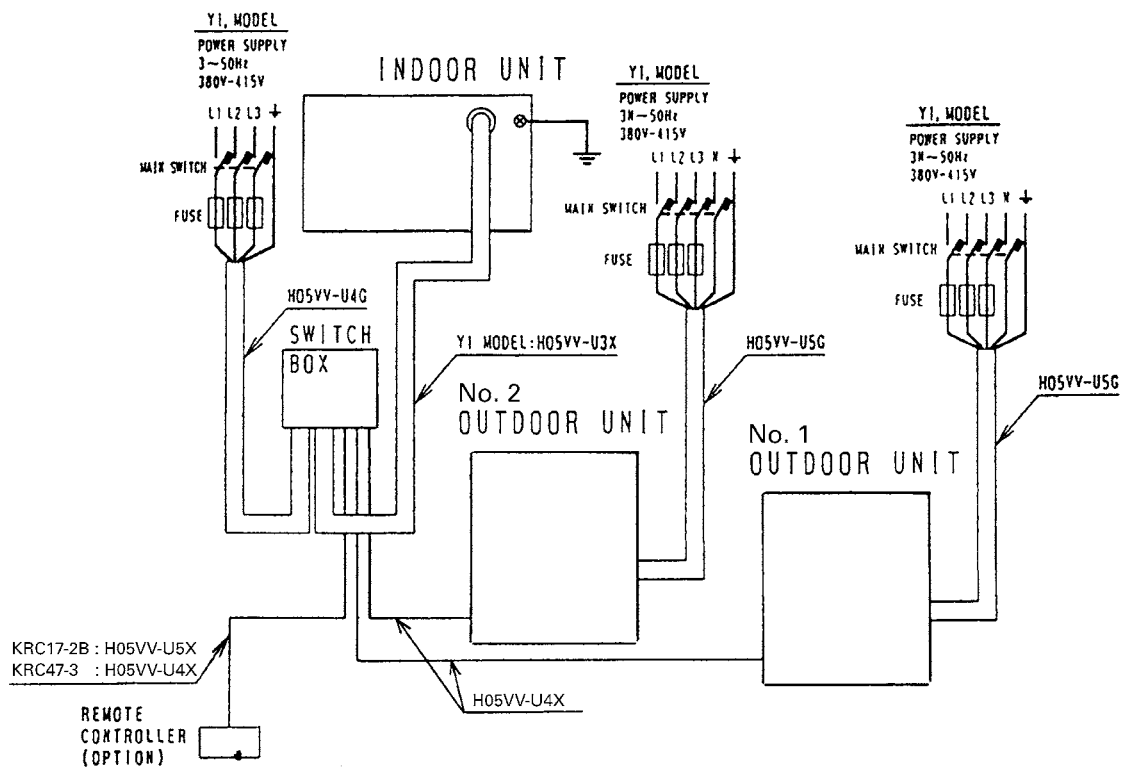 Y1, MODEL
POWER SUPPLY
3~50Hz
380V-415V
L1 L2 L3
MAIN SWITCH
FUSE
H05VV-U4G
INDOOR UNIT
SWITCH
BOX
Y1 MODEL:H05VV-U3X
Y1, MODEL
POWER SUPPLY
3N~50Hz
380V-415V
L1 L2 L3 N
MAIN SWITCH
FUSE
H05VV-U5G
No. 2
OUTDOOR UNIT
Y1, MODEL
POWER SUPPLY
3N~50Hz
380V-415V
L1 L2 L3 N
MAIN SWITCH
FUSE
H05VV-U5G
No. 1
OUTDOOR UNIT
KRC17-2B : H05VV-U5X
KRC47-3 : H05VV-U4X
H05VV-U4X
REMOTE
CONTROLLER
(OPTION)